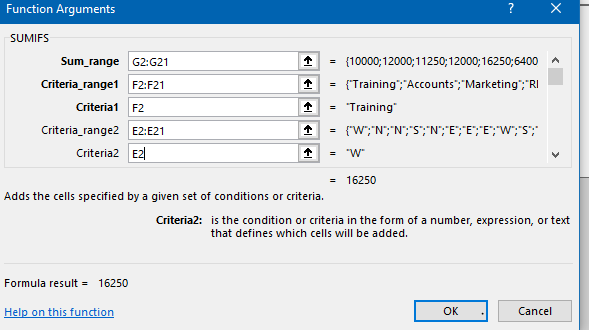 Function Arguments ? ×
SUMIFS
Sum_range G2:G21 = {10000;12000;11250;12000;16250;6400
Criteria_range1 F2:F21 = {"Training";"Accounts";"Marketing";"R
Criteria1 F2 = "Training"
Criteria_range2 E2:E21 = {"W";"N";"N";"S";"N";"E";"E";"E";"W";"S";"
Criteria2 E2 = "W"
= 16250
Adds the cells specified by a given set of conditions or criteria.
Criteria2: is the condition or criteria in the form of a number, expression, or text
that defines which cells will be added.
Formula result = 16250
Help on this function OK Cancel